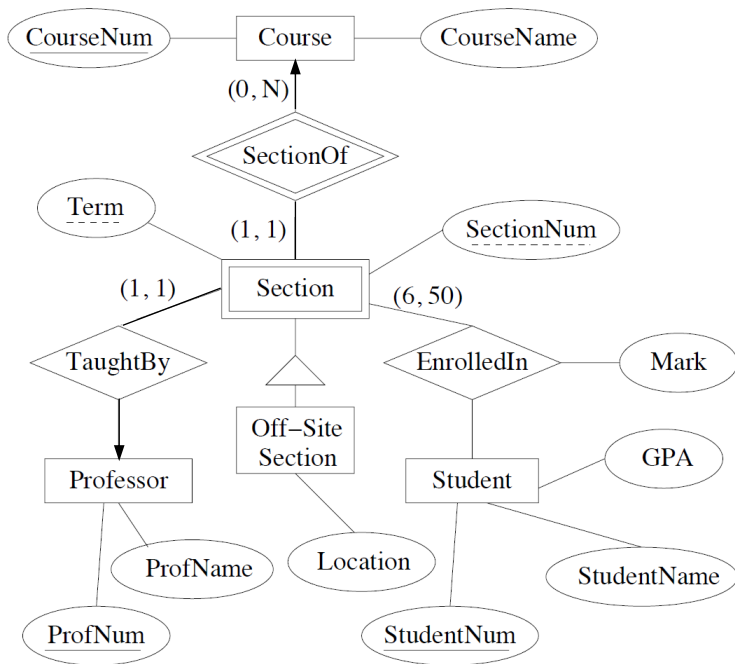 CourseNum
Course
CourseName
(0, N)
SectionOf
Term
(1, 1)
SectionNum
(1, 1)
Section
(6, 50)
TaughtBy
EnrolledIn
Mark
Off-Site
Section
Professor
Student
GPA
ProfName
Location
StudentName
ProfNum
StudentNum